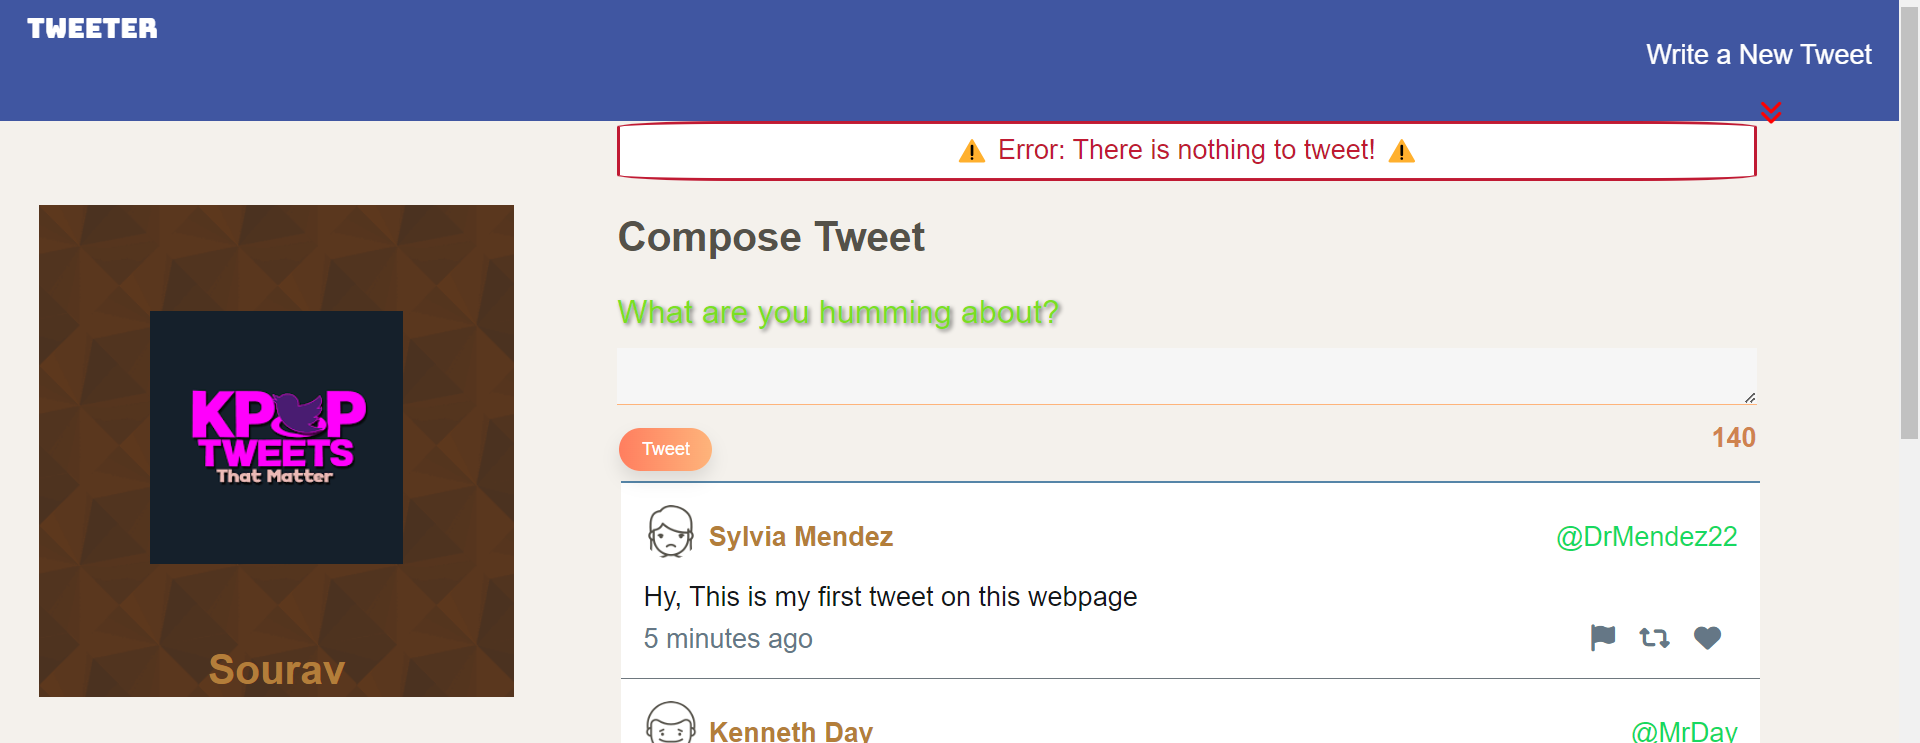 TWEETER
Write a New Tweet
⚠️ Error: There is nothing to tweet! ⚠️
KPOP
TWEETS
That Matter
Sourav
Compose Tweet
What are you humming about?
Tweet
140
Sylvia Mendez @DrMendez22
Hy, This is my first tweet on this webpage
5 minutes ago
Kenneth Day @MrDay